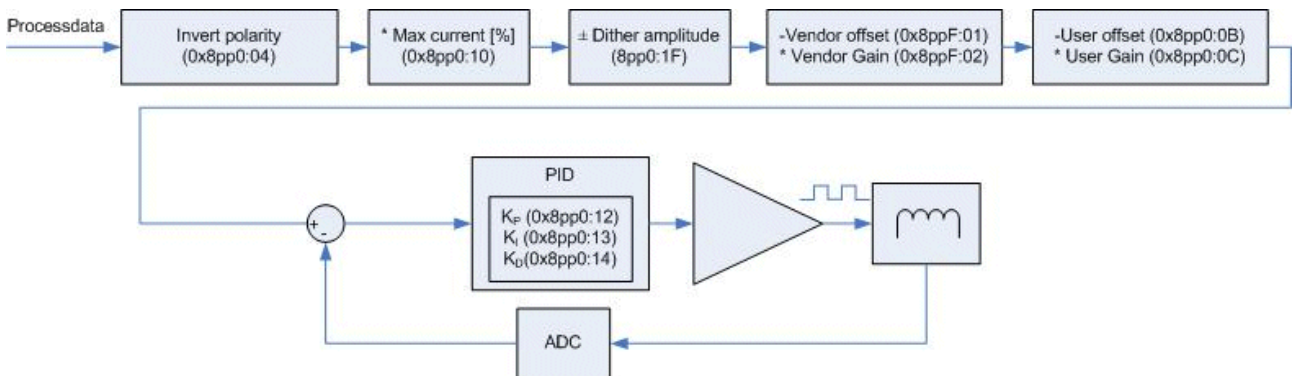 Processdata
Invert polarity
(0x8pp0:04)
* Max current [%]
(0x8pp0:10)
± Dither amplitude
(8pp0:1F)
-Vendor offset (0x8ppF:01)
* Vendor Gain (0x8ppF:02)
-User offset (0x8pp0:0B)
* User Gain (0x8pp0:0C)
+
-
PID
KP (0x8pp0:12)
KI (0x8pp0:13)
KD(0x8pp0:14)
ADC